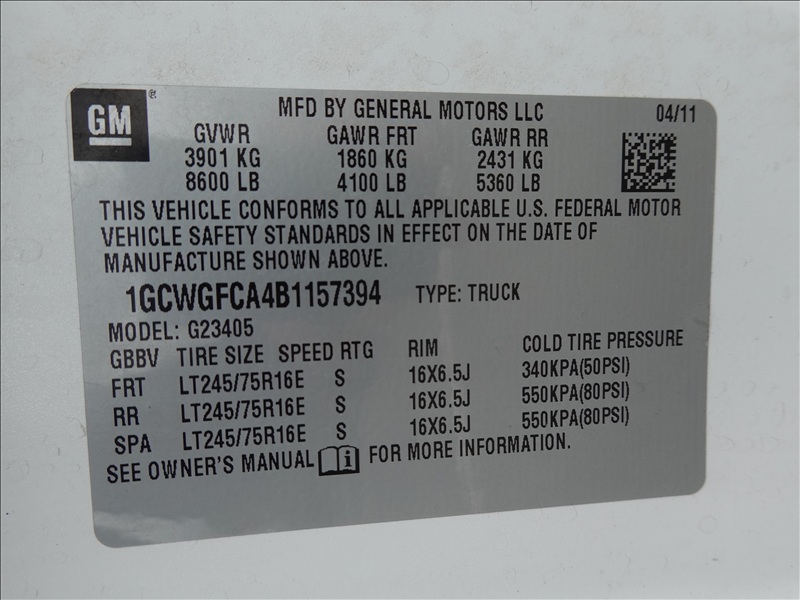 GM®
MFD BY GENERAL MOTORS LLC 04/11
GVWR GAWR FRT GAWR RR
3901 KG 1860 KG 2431 KG
8600 LB 4100 LB 5360 LB
THIS VEHICLE CONFORMS TO ALL APPLICABLE U.S. FEDERAL MOTOR
VEHICLE SAFETY STANDARDS IN EFFECT ON THE DATE OF
MANUFACTURE SHOWN ABOVE.
1GCWGFCA4B1157394 TYPE: TRUCK
MODEL: G23405
GBBV TIRE SIZE SPEED RTG RIM COLD TIRE PRESSURE
FRT LT245/75R16E S 16X6.5J 340KPA(50PSI)
RR LT245/75R16E S 16X6.5J 550KPA(80PSI)
SPA LT245/75R16E S 16X6.5J 550KPA(80PSI)
SEE OWNER'S MANUAL i FOR MORE INFORMATION.